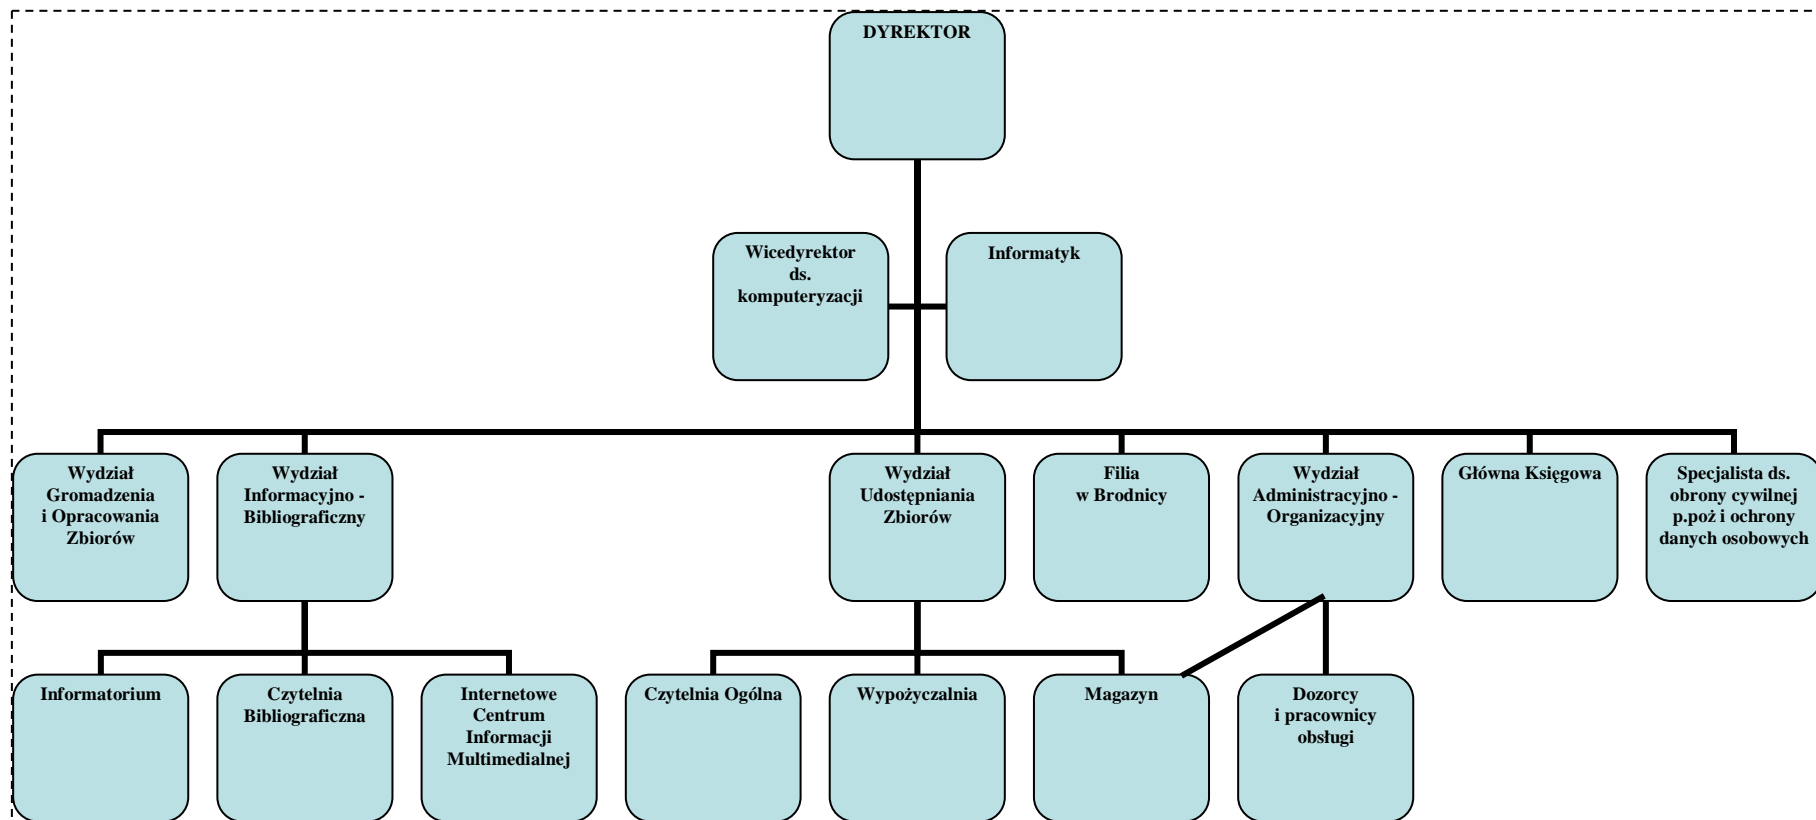 DYREKTOR
Wicedyrektor
ds.
komputeryzacji
Informatyk
Wydział
Gromadzenia
i Opracowania
Zbiorów
Wydział
Informacyjno -
Bibliograficzny
Wydział
Udostępniania
Zbiorów
Filia
w Brodnicy
Wydział
Administracyjno -
Organizacyjny
Główna Księgowa
Specjalista ds.
obrony cywilnej
p.poż i ochrony
danych osobowych
Informatorium
Czytelnia
Bibliograficzna
Internetowe
Centrum
Informacji
Multimedialnej
Czytelnia Ogólna
Wypożyczalnia
Magazyn
Dozorcy
i pracownicy
obsługi